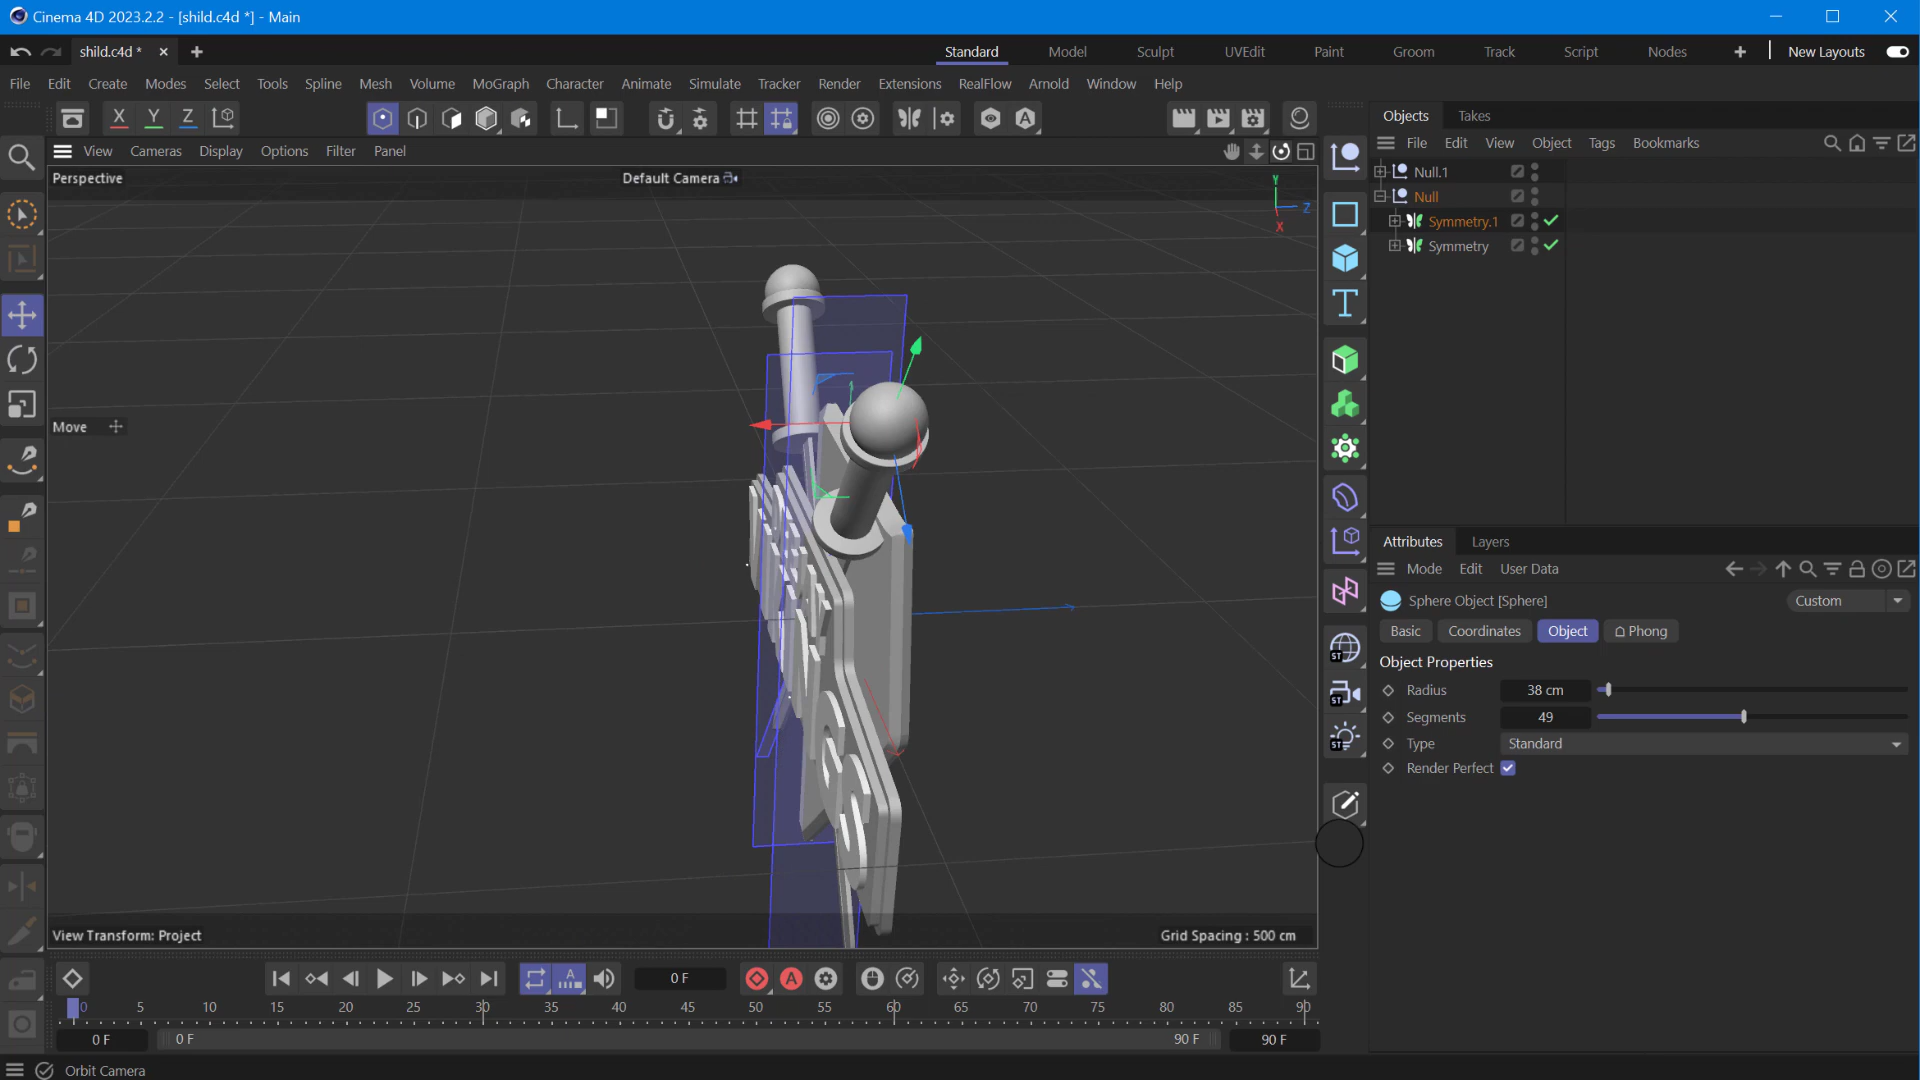 Cinema 4D 2023.2.2 - [shild.c4d *] - Main
shild.c4d *
Standard
Model
Sculpt
UVEdit
Paint
Groom
Track
Script
Nodes
New Layouts
File
Edit
Create
Modes
Select
Tools
Spline
Mesh
Volume
MoGraph
Character
Animate
Simulate
Tracker
Render
Extensions
RealFlow
Arnold
Window
Help
X
Y
Z
View
Cameras
Display
Options
Filter
Panel
Perspective
Default Camera
Y
Z
X
Move
View Transform: Project
Grid Spacing : 500 cm
ST
ST
ST
Objects
Takes
File
Edit
View
Object
Tags
Bookmarks
Null.1
Null
Symmetry.1
Symmetry
Attributes
Layers
Mode
Edit
User Data
Sphere Object [Sphere]
Custom
Basic
Coordinates
Object
Phong
Object Properties
Radius
38 cm
Segments
49
Type
Standard
Render Perfect
0 F
0
5
10
15
20
25
30
35
40
45
50
55
60
65
70
75
80
85
90
0 F
0 F
90 F
90 F
Orbit Camera